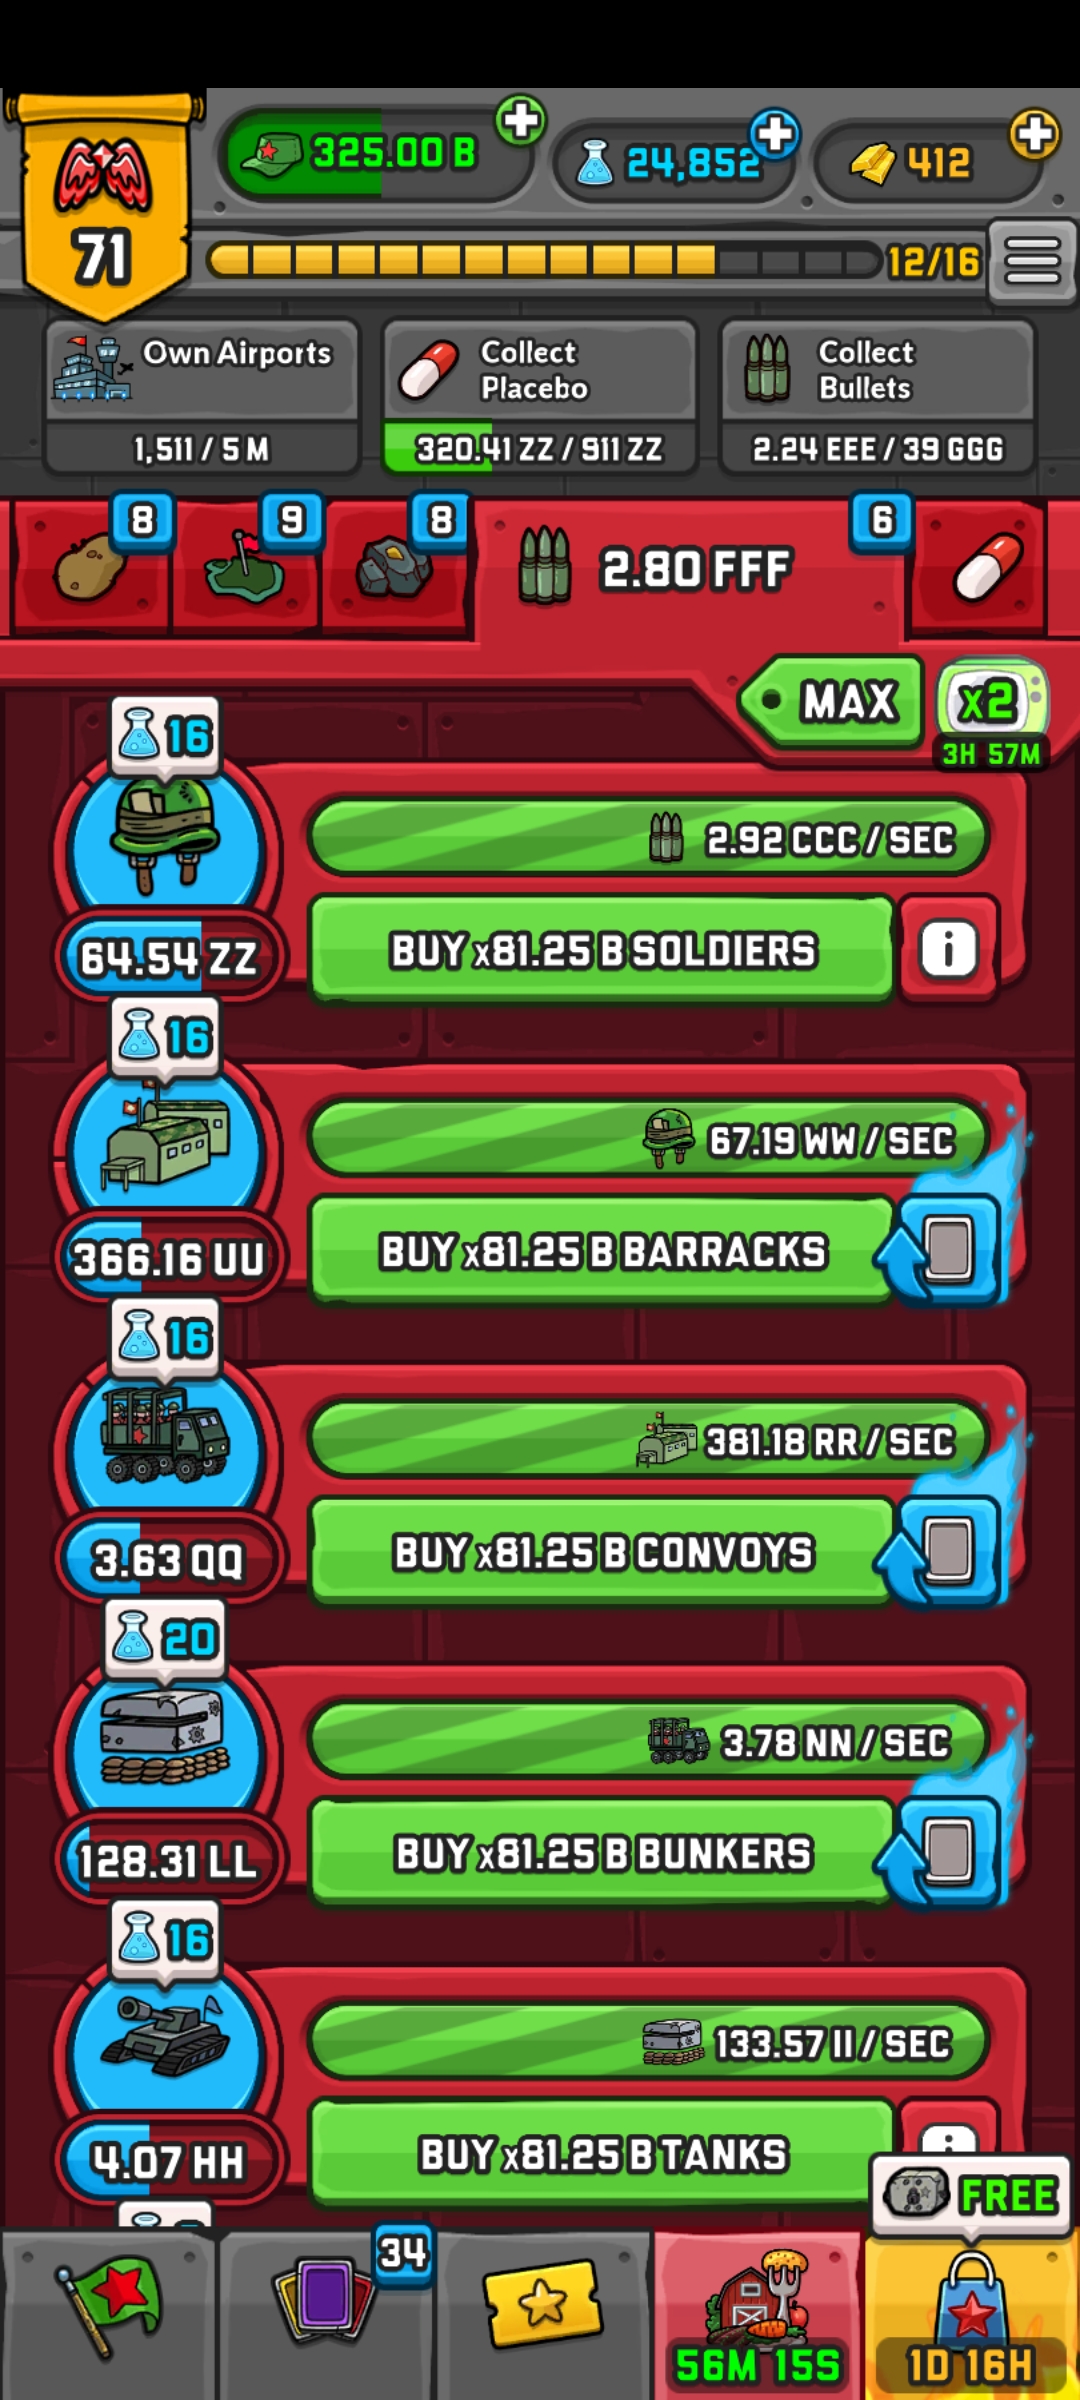 71
325.00 B
24,852
412
12/16
Own Airports
1,511 / 5 M
Collect
Placebo
320.41 ZZ / 911 ZZ
Collect
Bullets
2.24 EEE / 39 GGG
8
9
8
2.80 FFF
6
MAX
x2
3H 57M
16
2.92 CCC / SEC
64.54 ZZ
BUY x81.25 B SOLDIERS
i
16
67.19 WW / SEC
366.16 UU
BUY x81.25 B BARRACKS
16
381.18 RR / SEC
3.63 QQ
BUY x81.25 B CONVOYS
20
3.78 NN / SEC
128.31 LL
BUY x81.25 B BUNKERS
16
133.57 II / SEC
4.07 HH
BUY x81.25 B TANKS
FREE
34
56M 15S
1D 16H